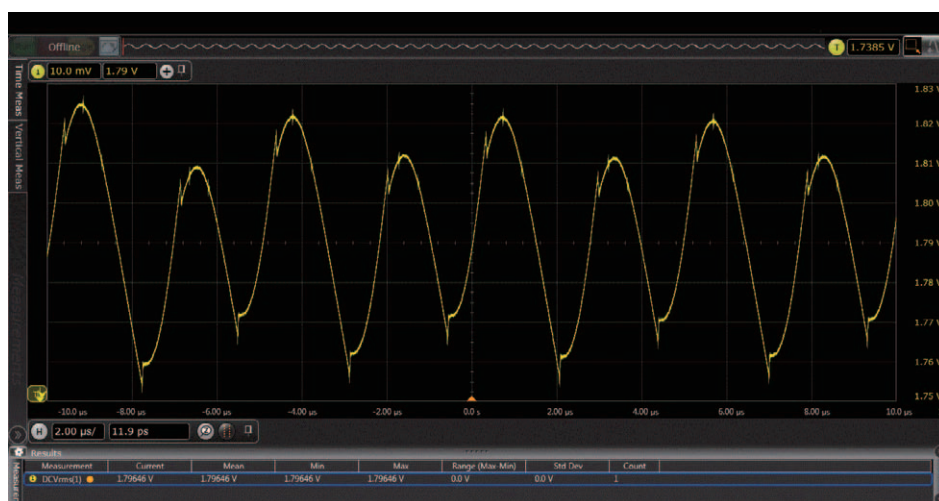 Offline
T 1.7385 V
1 10.0 mV 1.79 V
Time Meas
Vertical Meas
1.83 V
1.82 V
1.81 V
1.80 V
1.79 V
1.78 V
1.77 V
1.76 V
1.75 V
-10.0 µs -8.00 µs -6.00 µs -4.00 µs -2.00 µs 0.0 s 2.00 µs 4.00 µs 6.00 µs 8.00 µs 10.0 µs
H 2.00 µs/ 11.9 ps
Results
Measurement Current Mean Min Max Range (Max-Min) Std Dev Count
DCVrms(1) 1.79646 V 1.79646 V 1.79646 V 1.79646 V 0.0 V 0.0 V 1